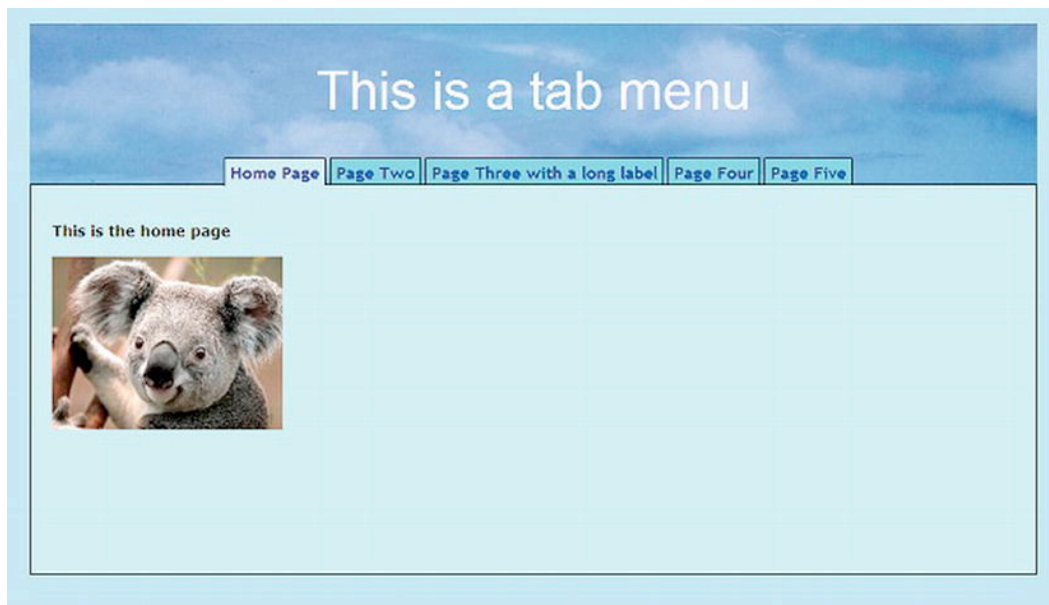 This is a tab menu
Home Page Page Two Page Three with a long label Page Four Page Five
This is the home page